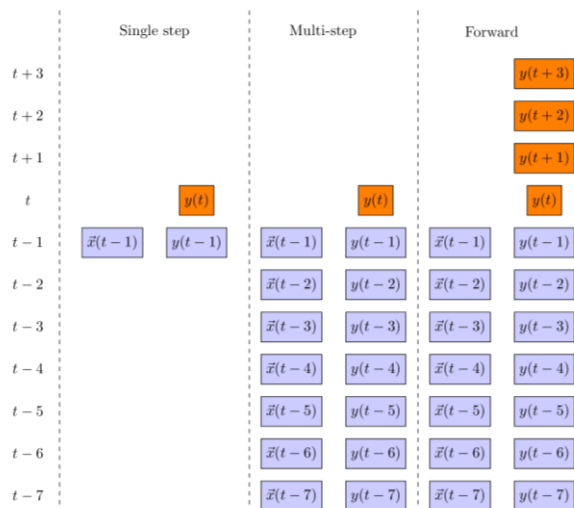 Single step Multi-step Forward
t + 3 y(t + 3)
t + 2 y(t + 2)
t + 1 y(t + 1)
t y(t) y(t) y(t)
t − 1 x⃗(t − 1) y(t − 1) x⃗(t − 1) y(t − 1) x⃗(t − 1) y(t − 1)
t − 2 x⃗(t − 2) y(t − 2) x⃗(t − 2) y(t − 2)
t − 3 x⃗(t − 3) y(t − 3) x⃗(t − 3) y(t − 3)
t − 4 x⃗(t − 4) y(t − 4) x⃗(t − 4) y(t − 4)
t − 5 x⃗(t − 5) y(t − 5) x⃗(t − 5) y(t − 5)
t − 6 x⃗(t − 6) y(t − 6) x⃗(t − 6) y(t − 6)
t − 7 x⃗(t − 7) y(t − 7) x⃗(t − 7) y(t − 7)